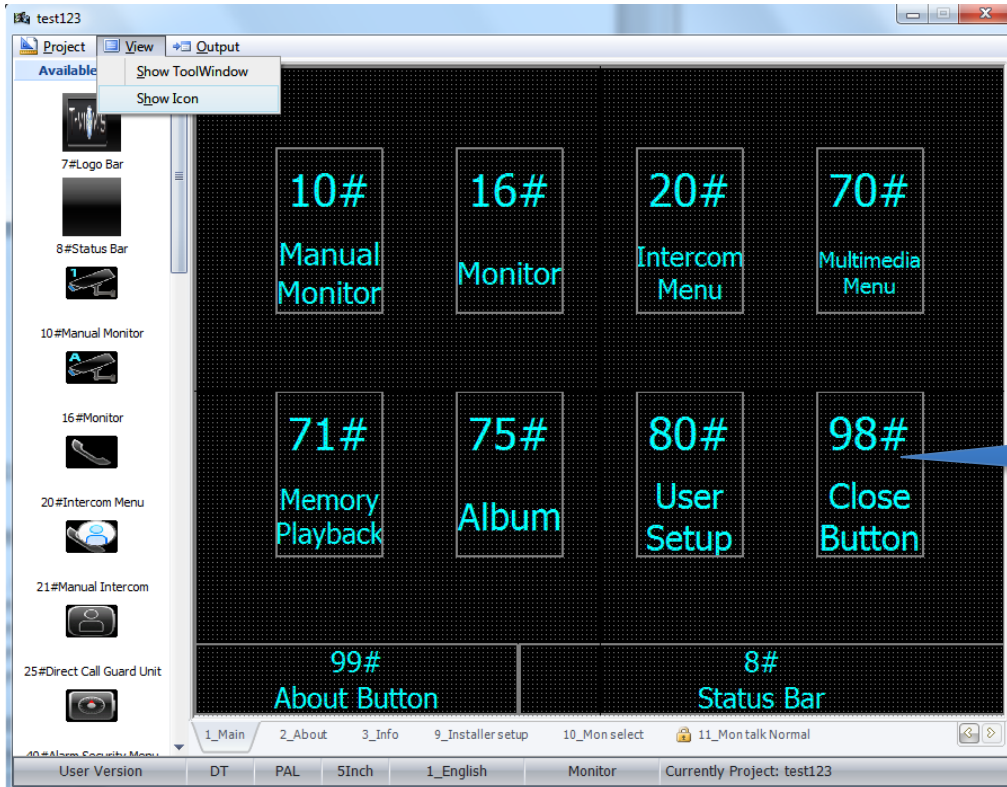 test123
Project View Output
Available
Show ToolWindow
Show Icon
7#Logo Bar
8#Status Bar
10#Manual Monitor
16#Monitor
20#Intercom Menu
21#Manual Intercom
25#Direct Call Guard Unit
40#Alarm Security Menu
10#
Manual
Monitor
16#
Monitor
20#
Intercom
Menu
70#
Multimedia
Menu
71#
Memory
Playback
75#
Album
80#
User
Setup
98#
Close
Button
99#
About Button
8#
Status Bar
1_Main 2_About 3_Info 9_Installer setup 10_Mon select 11_Mon talk Normal
User Version DT PAL 5Inch 1_English Monitor Currently Project: test123